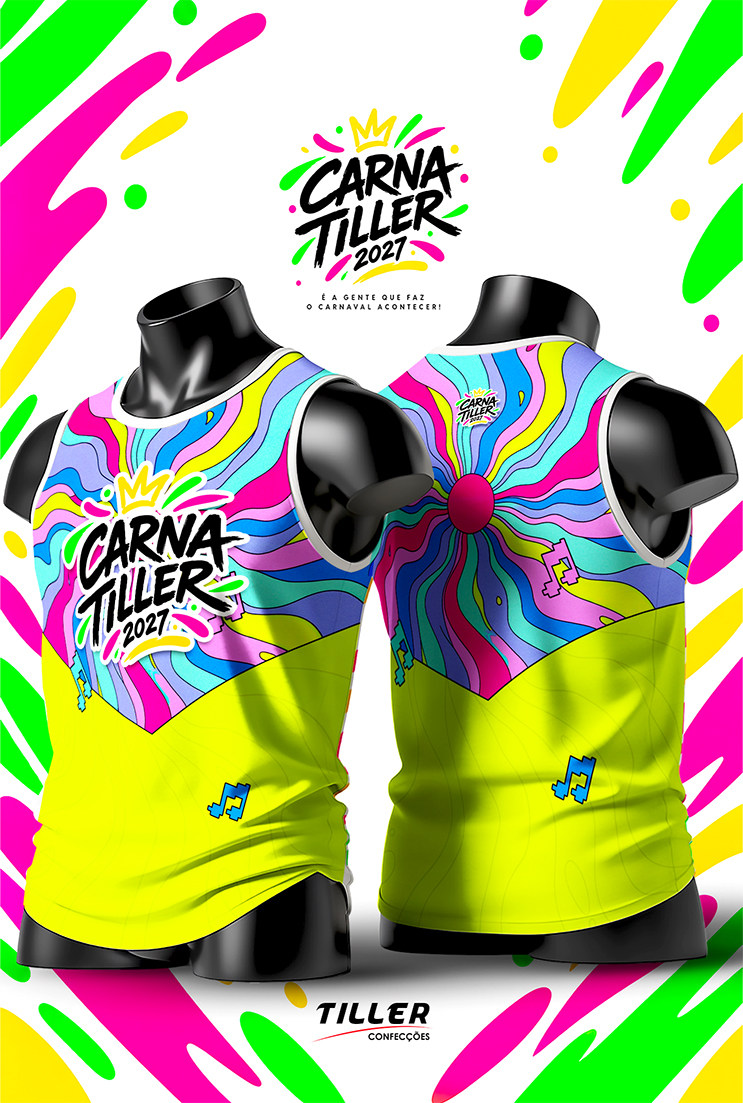 CARNA
TILLER
2027
É A GENTE QUE FAZ
O CARNAVAL ACONTECER!
CARNA
TILLER
2027
CARNA
TILLER
2027
TILLER
CONFECÇÕES